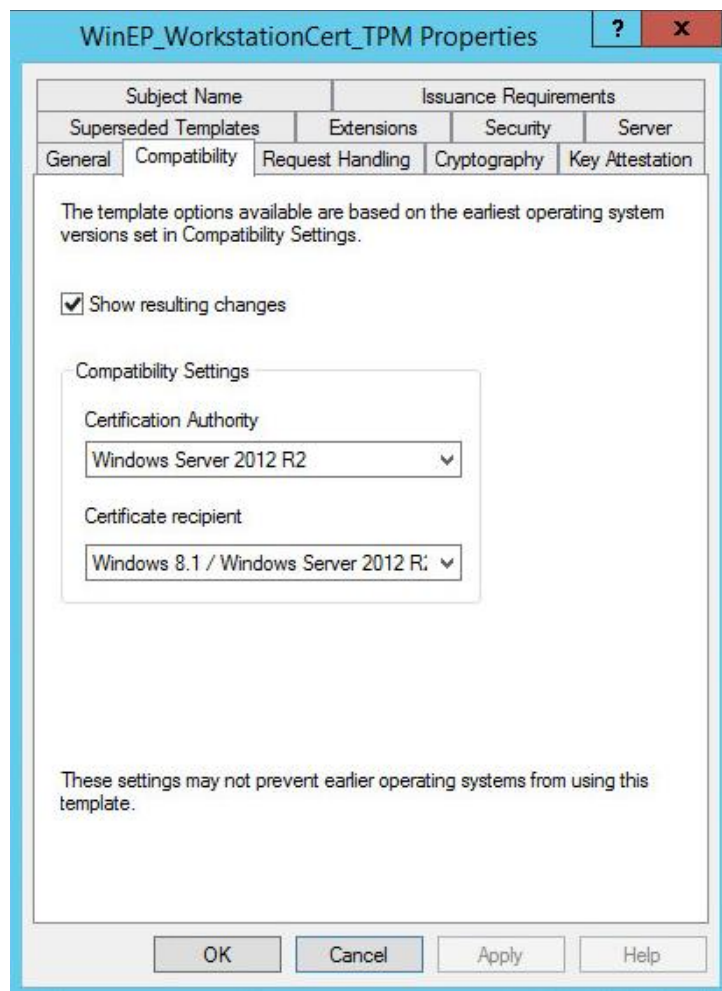 WinEP_WorkstationCert_TPM Properties
?
x
Subject Name
Issuance Requirements
Superseded Templates
Extensions
Security
Server
General
Compatibility
Request Handling
Cryptography
Key Attestation
The template options available are based on the earliest operating system
versions set in Compatibility Settings.
Show resulting changes
Compatibility Settings
Certification Authority
Windows Server 2012 R2
Certificate recipient
Windows 8.1 / Windows Server 2012 R
These settings may not prevent earlier operating systems from using this
template.
OK
Cancel
Apply
Help